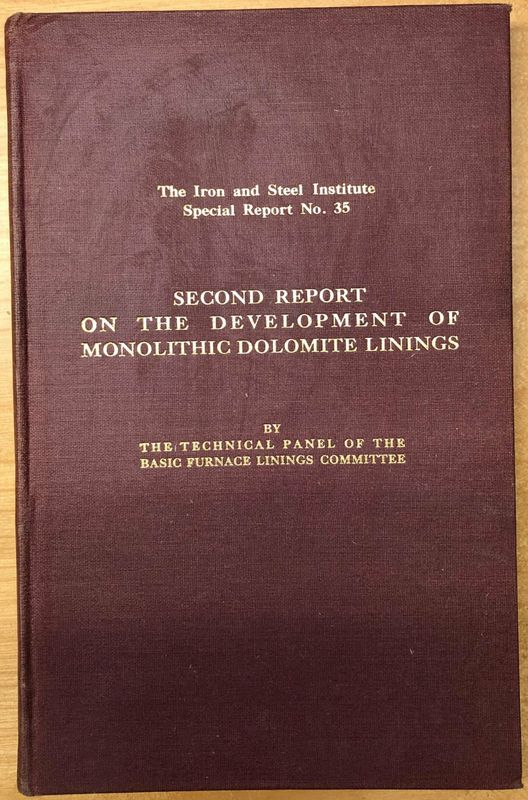 The Iron and Steel Institute
Special Report No. 35
SECOND REPORT
ON THE DEVELOPMENT OF
MONOLITHIC DOLOMITE LININGS
BY
THE TECHNICAL PANEL OF THE
BASIC FURNACE LININGS COMMITTEE